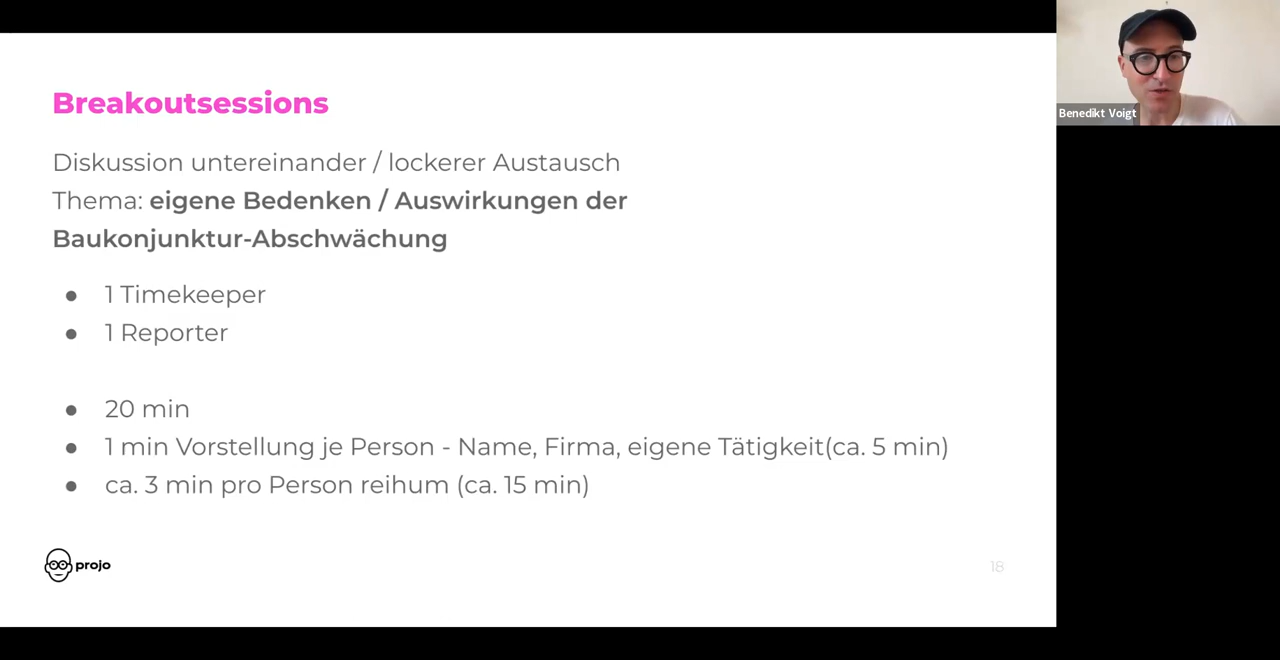 Breakoutsessions
Diskussion untereinander / lockerer Austausch
Thema: eigene Bedenken / Auswirkungen der
Baukonjunktur-Abschwächung
● 1 Timekeeper
● 1 Reporter
● 20 min
● 1 min Vorstellung je Person - Name, Firma, eigene Tätigkeit(ca. 5 min)
● ca. 3 min pro Person reihum (ca. 15 min)
projo
18
Benedikt Voigt